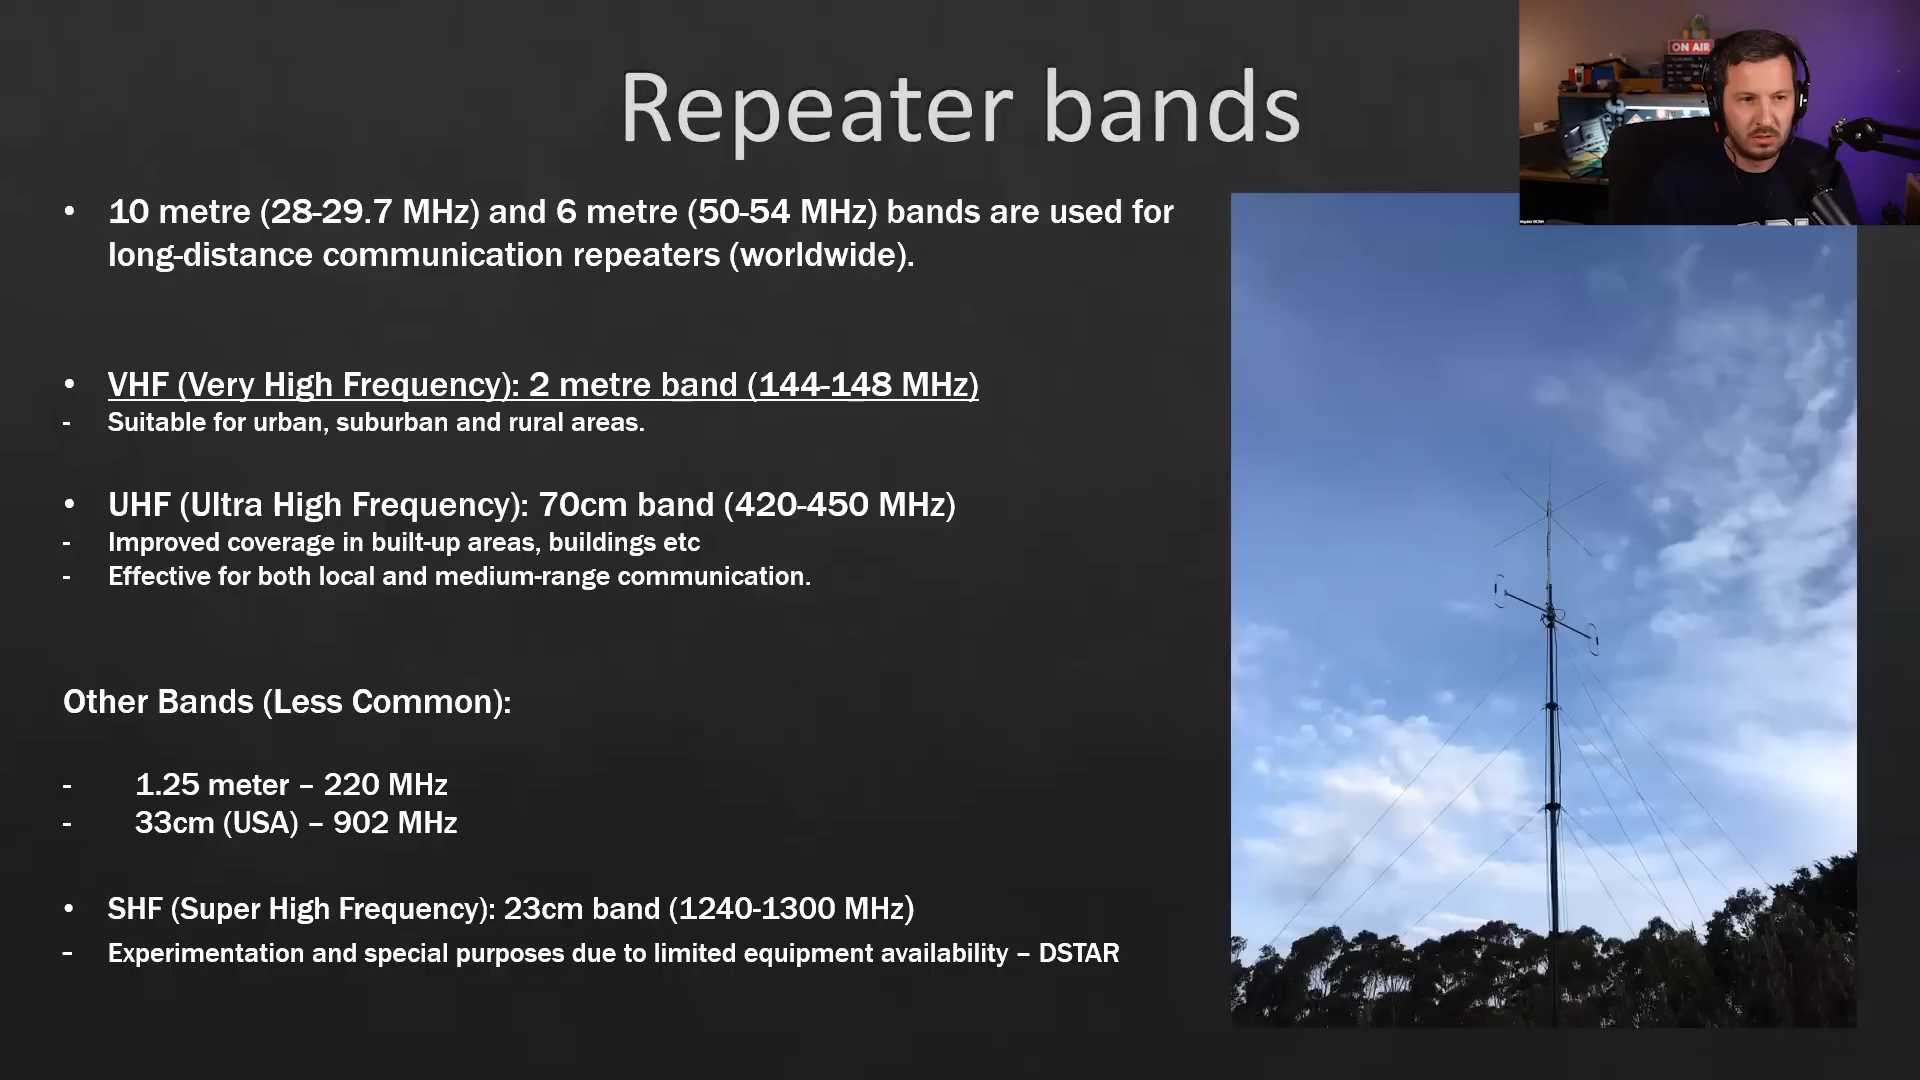 Repeater bands
ON AIR
• 10 metre (28-29.7 MHz) and 6 metre (50-54 MHz) bands are used for
long-distance communication repeaters (worldwide).
• VHF (Very High Frequency): 2 metre band (144-148 MHz)
- Suitable for urban, suburban and rural areas.
• UHF (Ultra High Frequency): 70cm band (420-450 MHz)
- Improved coverage in built-up areas, buildings etc
- Effective for both local and medium-range communication.
Other Bands (Less Common):
- 1.25 meter – 220 MHz
- 33cm (USA) – 902 MHz
• SHF (Super High Frequency): 23cm band (1240-1300 MHz)
- Experimentation and special purposes due to limited equipment availability – DSTAR